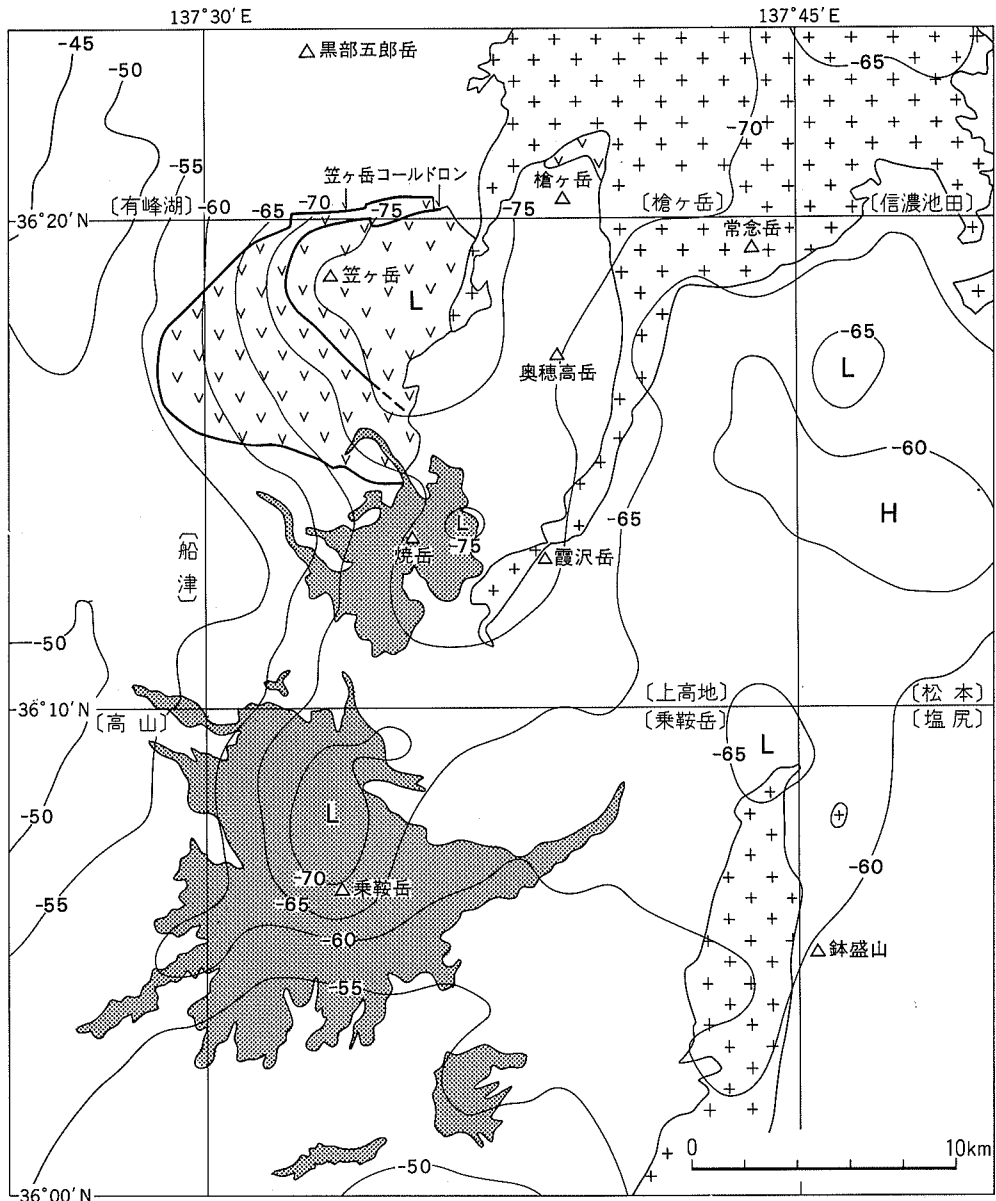 137°30′E
137°45′E
-45
-50
△黒部五郎岳
-65
-70
-55
笠ヶ岳コールドロン
槍ヶ岳
〔有峰湖〕
-60
-65
-70
-75
-75
〔槍ヶ岳〕
〔信濃池田〕
36°20′N
常念岳
△笠ヶ岳
L
-65
L
奥穂高岳
-60
H
L
-75
-65
〔船津〕
焼岳
△霞沢岳
-50
〔上高地〕
〔松本〕
36°10′N
〔高山〕
〔乗鞍岳〕
〔塩尻〕
-65
L
L
-50
-60
-70
△乗鞍岳
-65
-55
-60
△鉢盛山
-55
0
10km
-50
36°00′N